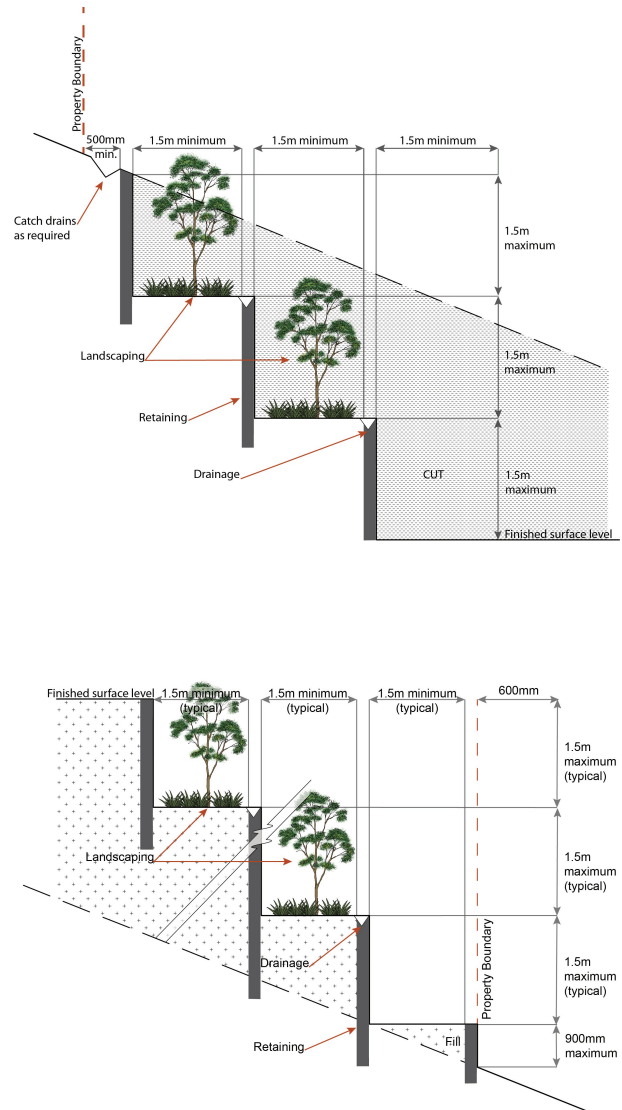 Property Boundary
500mm
min.
1.5m minimum
1.5m minimum
1.5m minimum
Catch drains
as required
1.5m
maximum
Landscaping
1.5m
maximum
Retaining
Drainage
CUT
1.5m
maximum
Finished surface level
Finished surface level
1.5m minimum
(typical)
1.5m minimum
(typical)
1.5m minimum
(typical)
600mm
1.5m
maximum
(typical)
Landscaping
1.5m
maximum
(typical)
Drainage
Property Boundary
1.5m
maximum
(typical)
Retaining
Fill
900mm
maximum